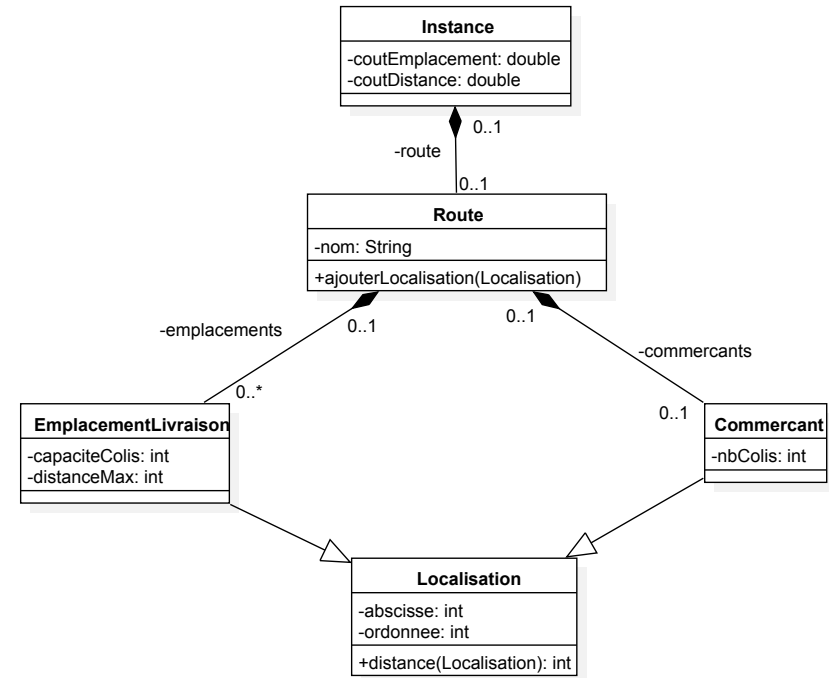 Instance
-coutEmplacement: double
-coutDistance: double
0..1
-route
0..1
Route
-nom: String
+ajouterLocalisation(Localisation)
-emplacements
0..1
0..1
-commercants
0..*
0..1
EmplacementLivraison
-capaciteColis: int
-distanceMax: int
Commercant
-nbColis: int
Localisation
-abscisse: int
-ordonnee: int
+distance(Localisation): int